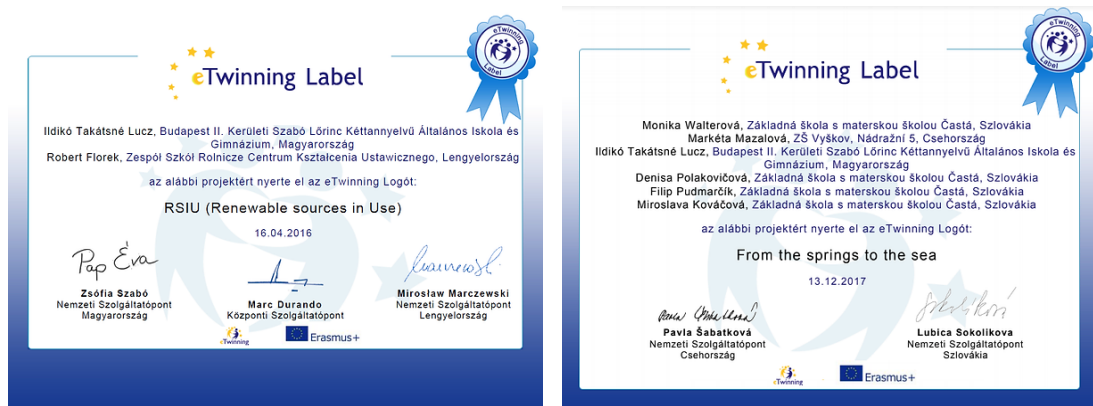 eTwinning Label
eTwinning
Label
Ildikó Takátsné Lucz, Budapest II. Kerületi Szabó Lőrinc Kéttannyelvű Általános Iskola és
Gimnázium, Magyarország
Robert Florek, Zespół Szkół Rolnicze Centrum Kształcenia Ustawicznego, Lengyelország
az alábbi projektért nyerte el az eTwinning Logót:
RSIU (Renewable sources in Use)
16.04.2016
Pap Éva
Zsófia Szabó
Nemzeti Szolgáltatópont
Magyarország
Marc Durando
Központi Szolgáltatópont
Mirosław Marczewski
Nemzeti Szolgáltatópont
Lengyelország
eTwinning
Erasmus+
eTwinning Label
eTwinning
Label
Monika Walterová, Základná škola s materskou školou Častá, Szlovákia
Markéta Mazalová, ZŠ Vyškov, Nádražní 5, Csehország
Ildikó Takátsné Lucz, Budapest II. Kerületi Szabó Lőrinc Kéttannyelvű Általános Iskola és
Gimnázium, Magyarország
Denisa Polakovičová, Základná škola s materskou školou Častá, Szlovákia
Filip Pudmarčík, Základná škola s materskou školou Častá, Szlovákia
Miroslava Kováčová, Základná škola s materskou školou Častá, Szlovákia
az alábbi projektért nyerte el az eTwinning Logót:
From the springs to the sea
13.12.2017
Pavla Šabatková
Nemzeti Szolgáltatópont
Csehország
Lubica Sokolikova
Nemzeti Szolgáltatópont
Szlovákia
eTwinning
Erasmus+